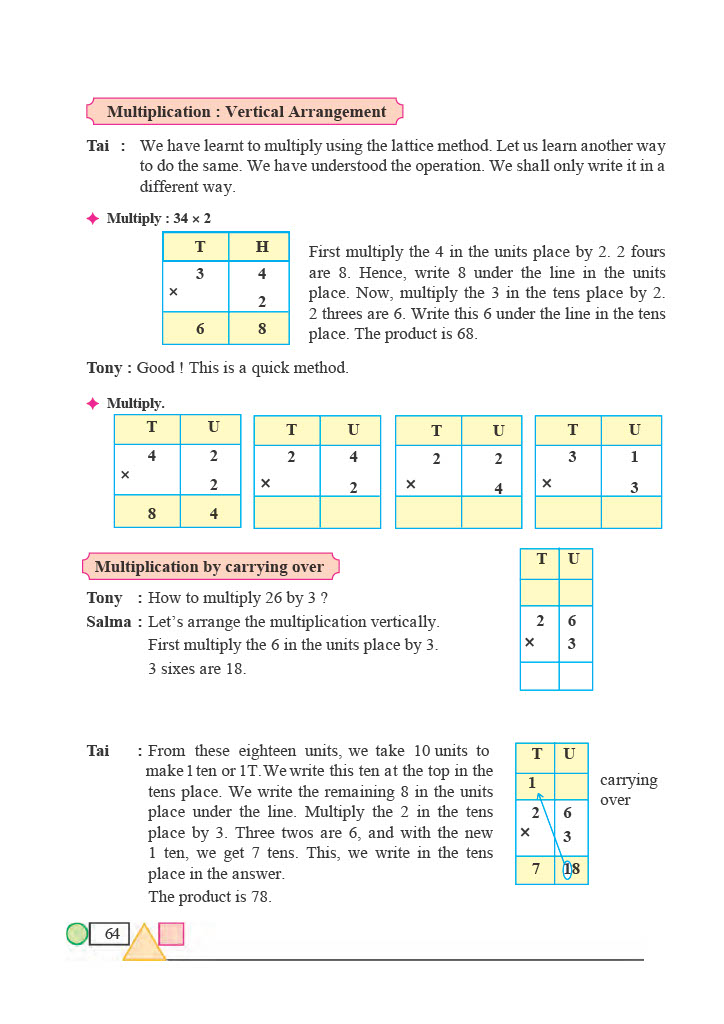 Multiplication : Vertical Arrangement
Tai : We have learnt to multiply using the lattice method. Let us learn another way
to do the same. We have understood the operation. We shall only write it in a
different way.
Multiply : 34 × 2
T H
3 4
×
2
6 8
First multiply the 4 in the units place by 2. 2 fours
are 8. Hence, write 8 under the line in the units
place. Now, multiply the 3 in the tens place by 2.
2 threes are 6. Write this 6 under the line in the tens
place. The product is 68.
Tony : Good ! This is a quick method.
Multiply.
T U
4 2
×
2
8 4
T U
2 4
× 2
T U
2 2
× 4
T U
3 1
× 3
Multiplication by carrying over
Tony : How to multiply 26 by 3 ?
Salma : Let’s arrange the multiplication vertically.
First multiply the 6 in the units place by 3.
3 sixes are 18.
T U
2 6
× 3
Tai : From these eighteen units, we take 10 units to
make 1 ten or 1T. We write this ten at the top in the
tens place. We write the remaining 8 in the units
place under the line. Multiply the 2 in the tens
place by 3. Three twos are 6, and with the new
1 ten, we get 7 tens. This, we write in the tens
place in the answer.
The product is 78.
T U
1
2 6
× 3
7 18
carrying
over
64